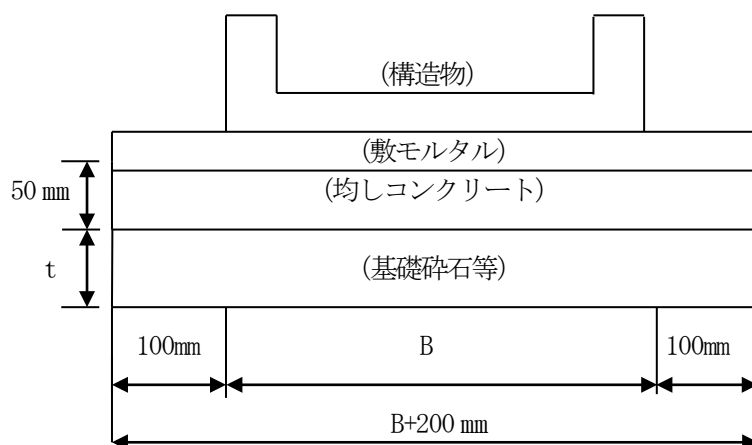 (構造物)
(敷モルタル)
50 mm
(均しコンクリート)
t
(基礎砕石等)
100mm
B
100mm
B+200 mm